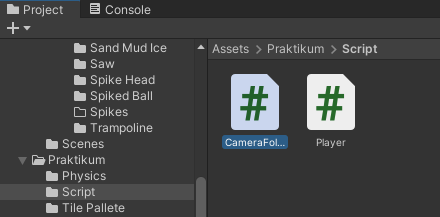 Project
Console
Sand Mud Ice
Saw
Spike Head
Spiked Ball
Spikes
Trampoline
Scenes
Praktikum
Physics
Script
Tile Pallete
Assets > Praktikum > Script
CameraFol...
Player